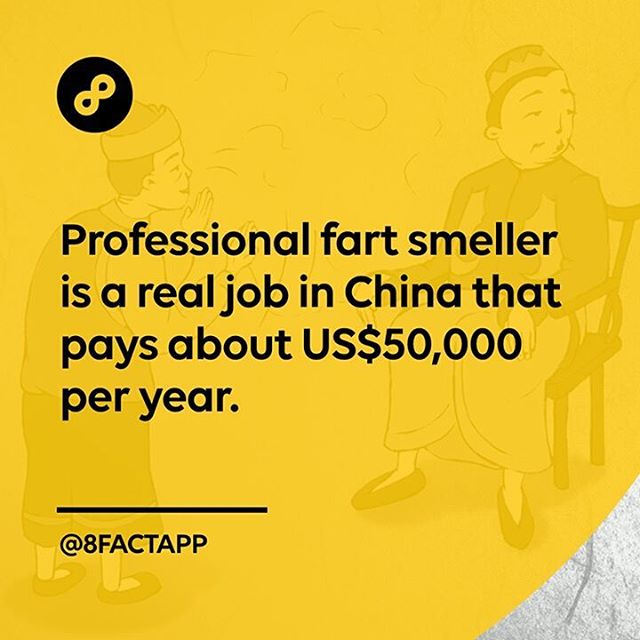 Professional fart smeller
is a real job in China that
pays about US$50,000
per year.
@8FACTAPP